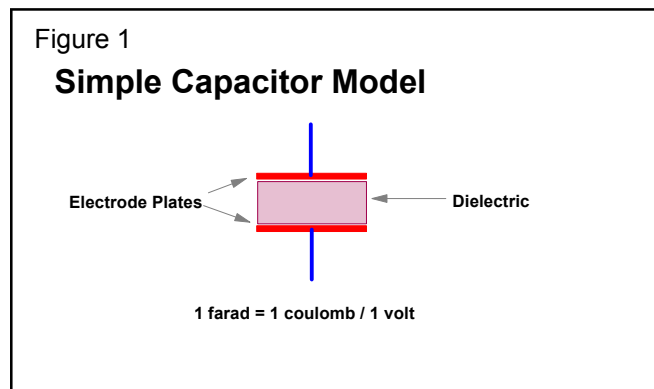 Figure 1
Simple Capacitor Model
Electrode Plates
Dielectric
1 farad = 1 coulomb / 1 volt